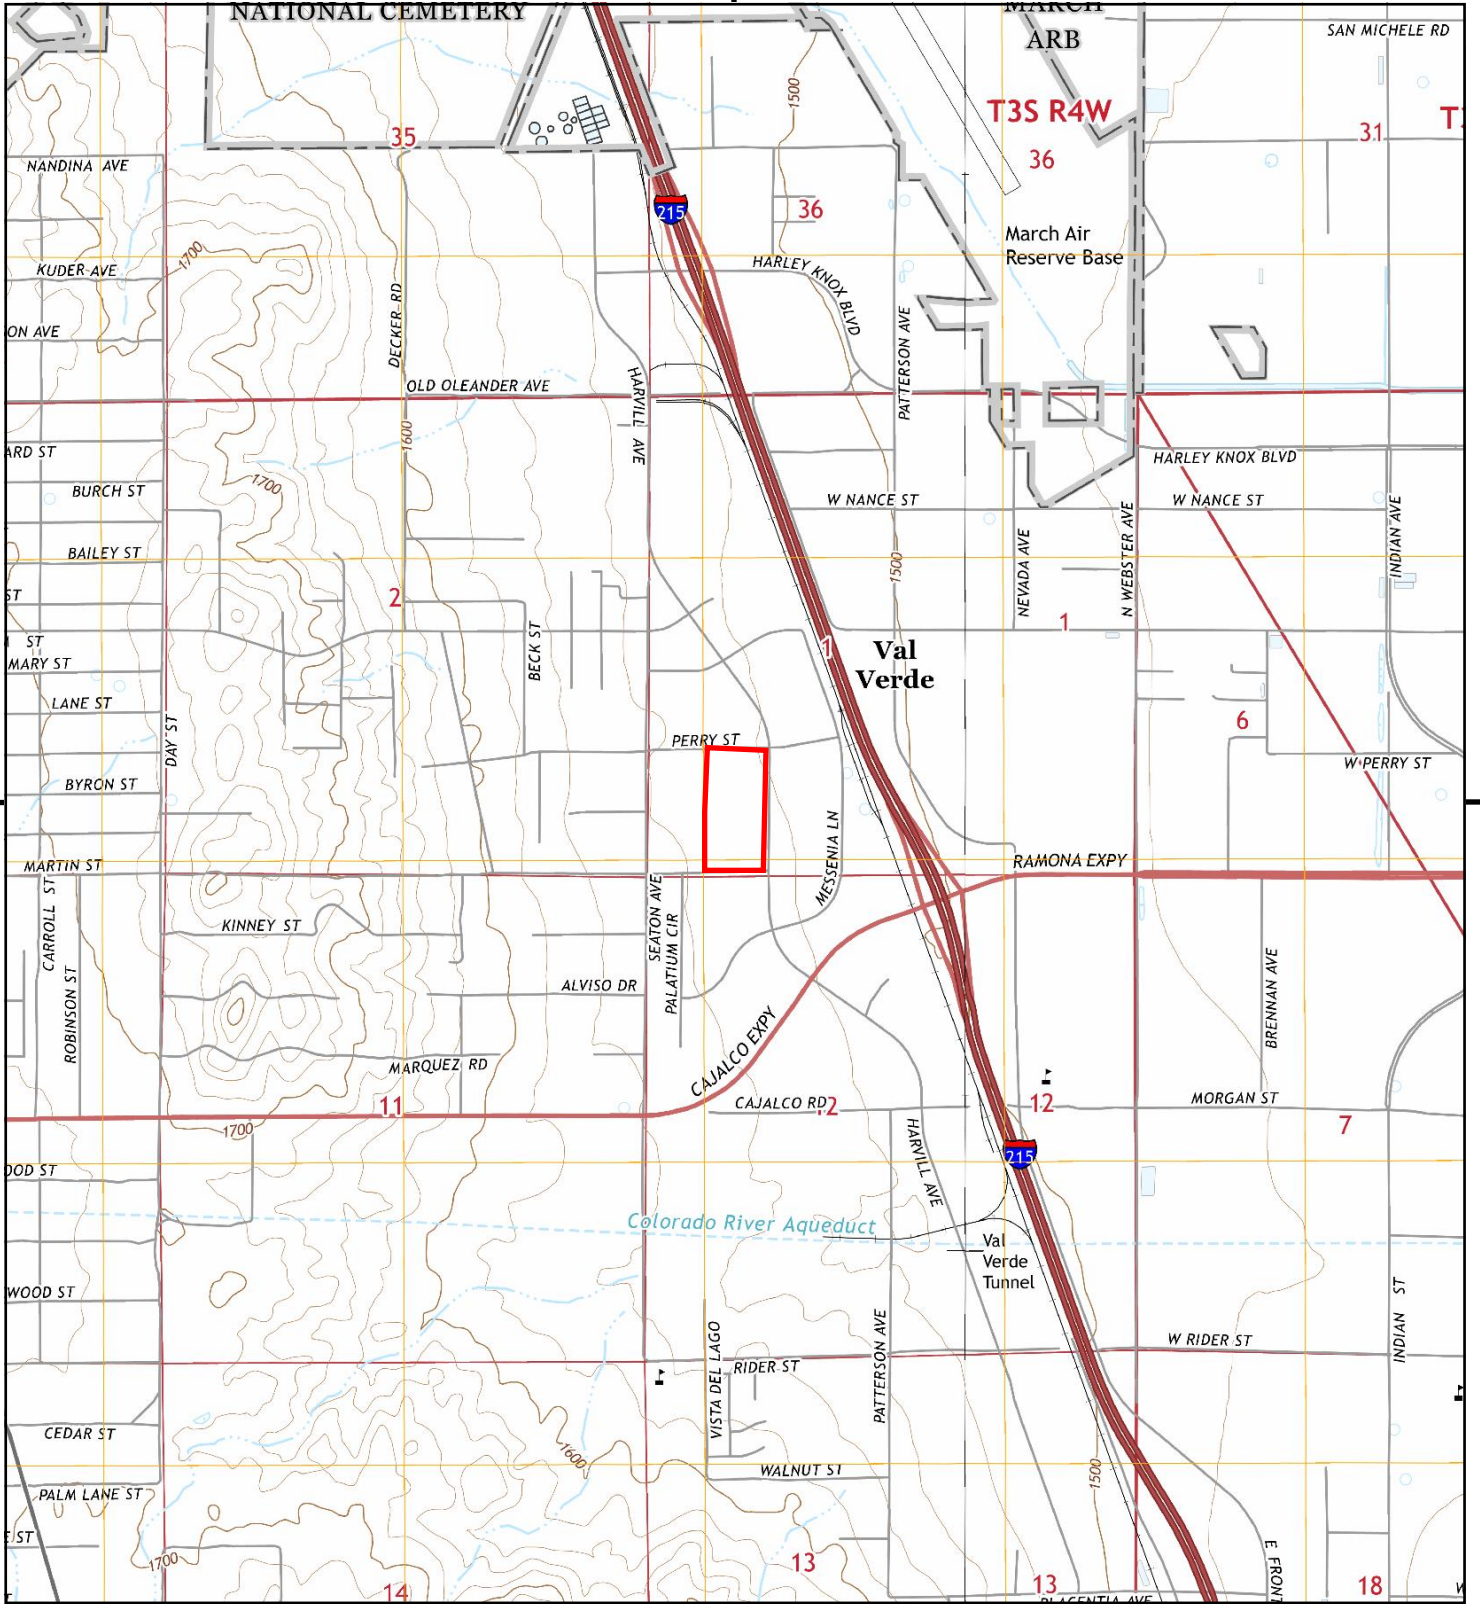 NATIONAL CEMETERY
MARCH
ARB
SAN MICHELE RD
T3S R4W
35
36
31
1500
NANDINA AVE
215
36
March Air
Reserve Base
1700
KUDER AVE
HARLEY KNOX BLVD
DECKER RD
PATTERSON AVE
ON AVE
OLD OLEANDER AVE
HARVILL AVE
1600
ARD ST
HARLEY KNOX BLVD
1700
BURCH ST
W NANCE ST
W NANCE ST
INDIAN AVE
BAILEY ST
1500
NEVADA AVE
N WEBSTER AVE
ST
2
1
ST
BECK ST
1
Val
Verde
MARY ST
LANE ST
6
DAY ST
PERRY ST
W PERRY ST
BYRON ST
MESSENIA LN
MARTIN ST
RAMONA EXPY
CARROLL ST
SEATON AVE
PALATIUM CIR
KINNEY ST
ROBINSON ST
ALVISO DR
BRENNAN AVE
CAJALCO EXPY
MARQUEZ RD
11
CAJALCO RD
12
12
MORGAN ST
7
1700
HARVILL AVE
215
OOD ST
Colorado River Aqueduct
Val
Verde
Tunnel
WOOD ST
INDIAN ST
VISTA DEL LAGO
PATTERSON AVE
W RIDER ST
RIDER ST
CEDAR ST
1600
WALNUT ST
1500
PALM LANE ST
E ST
1700
13
14
13
18
E FRONT
PLACENTIA AVE